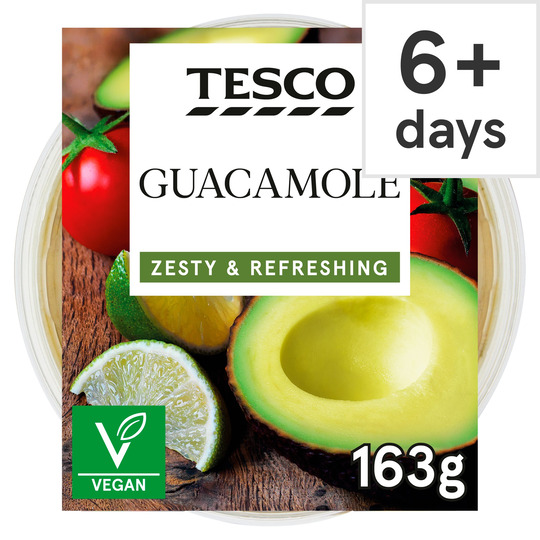 TESCO
GUACAMOLE
ZESTY & REFRESHING
6+
days
V
VEGAN
163g